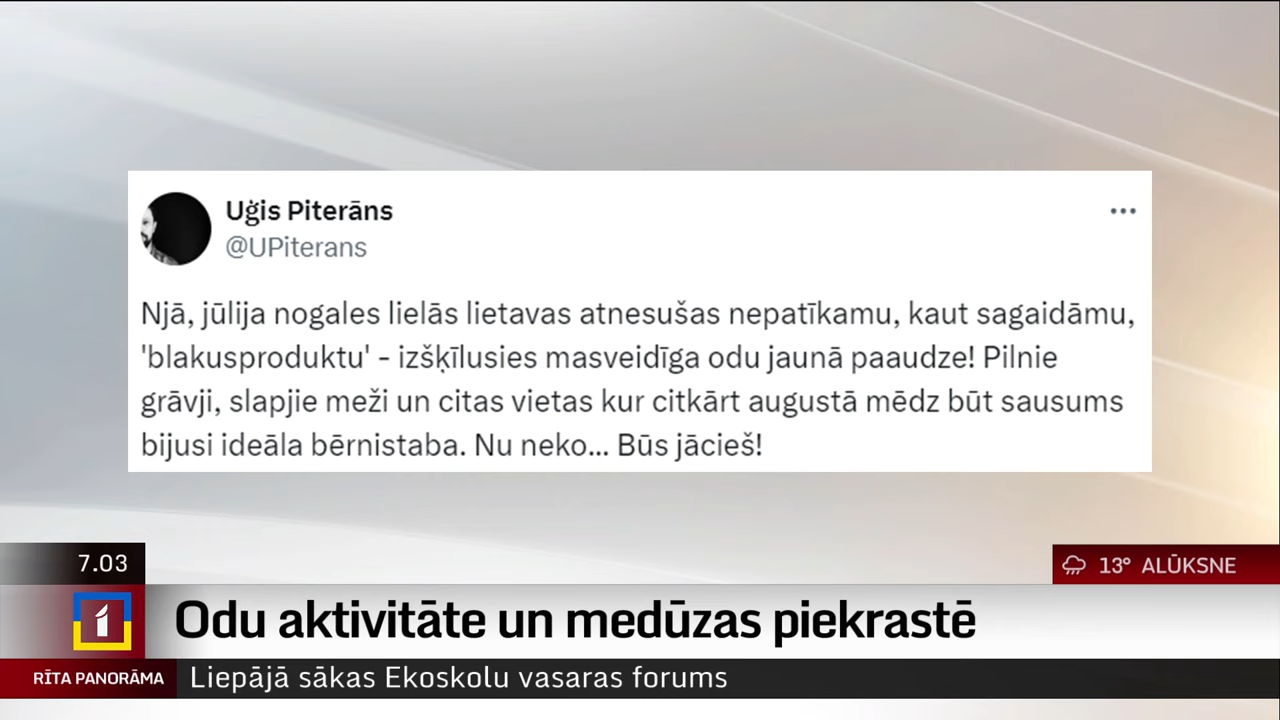 Uģis Piterāns
@UPiterans
Njā, jūlija nogales lielās lietavas atnesušas nepatīkamu, kaut sagaidāmu,
'blakusproduktu' - izšķīlusies masveidīga odu jaunā paaudze! Pilnie
grāvji, slapjie meži un citas vietas kur citkārt augustā mēdz būt sausums
bijusi ideāla bērnistaba. Nu neko... Būs jācieš!
7.03
13° ALŪKSNE
1
Odu aktivitāte un medūzas piekrastē
RĪTA PANORĀMA
Liepājā sākas Ekoskolu vasaras forums